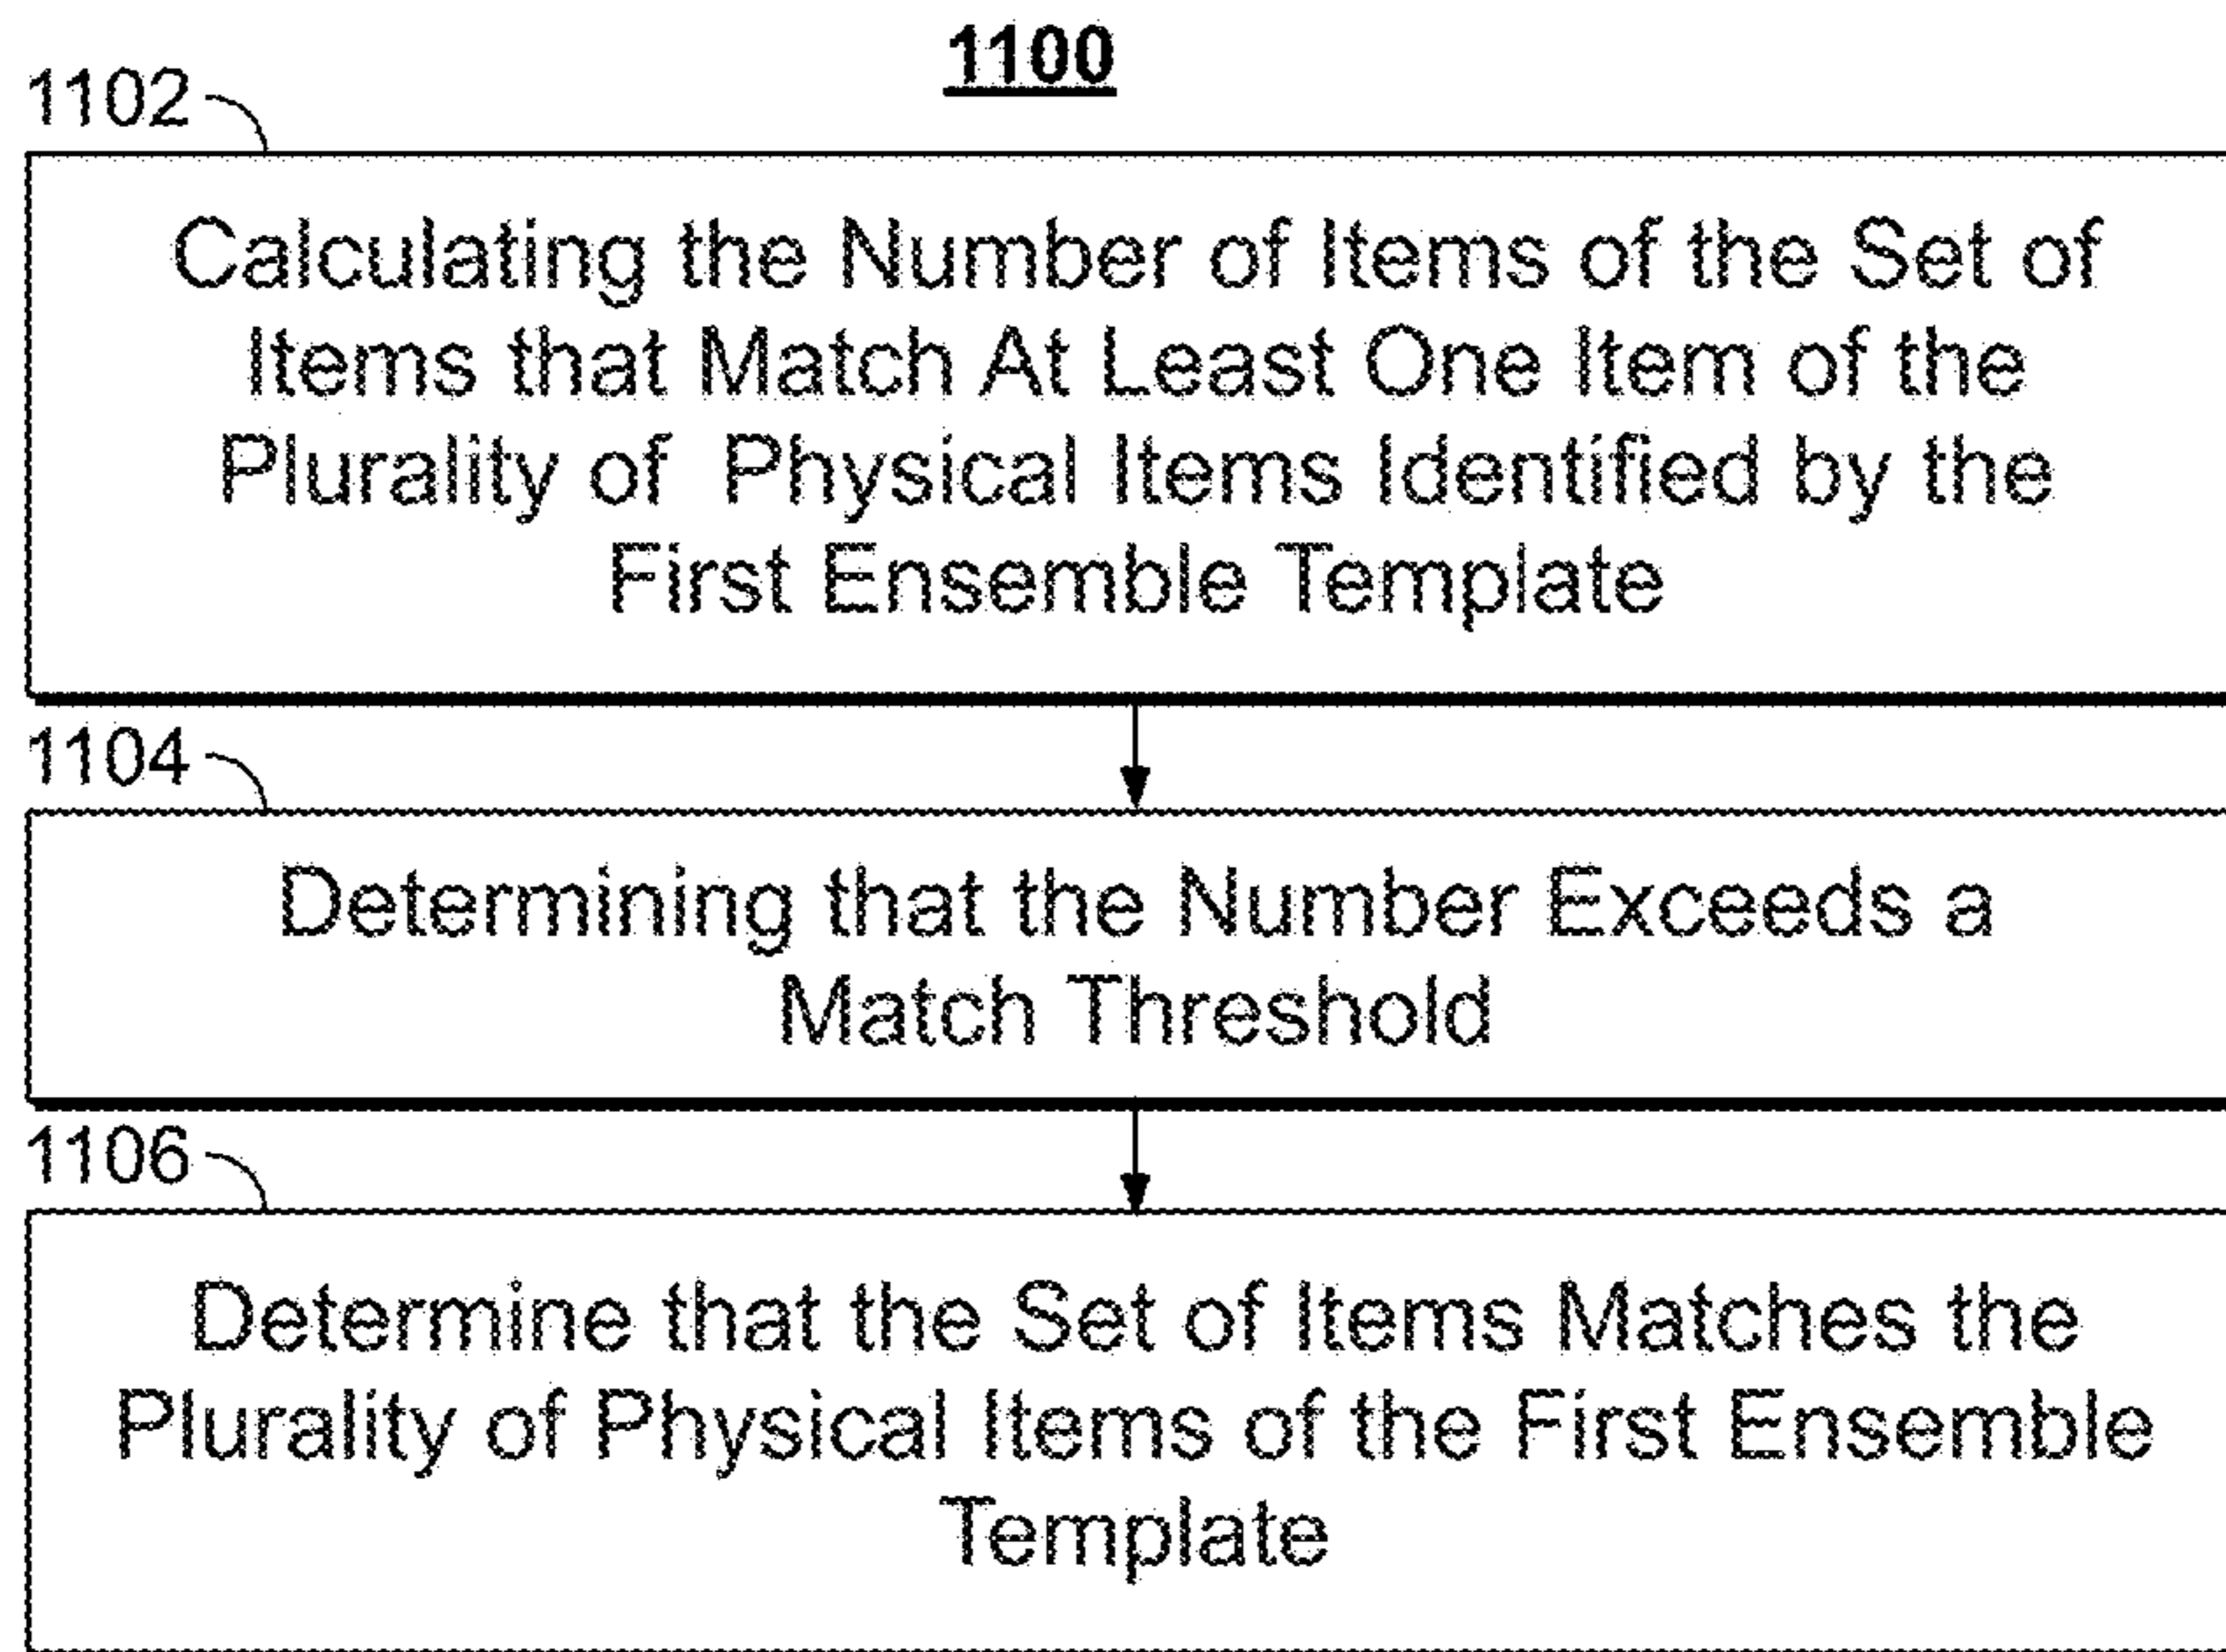 1100
1102
Calculating the Number of Items of the Set of
Items that Match At Least One Item of the
Plurality of Physical Items Identified by the
First Ensemble Template
1104
Determining that the Number Exceeds a
Match Threshold
1106
Determine that the Set of Items Matches the
Plurality of Physical Items of the First Ensemble
Template